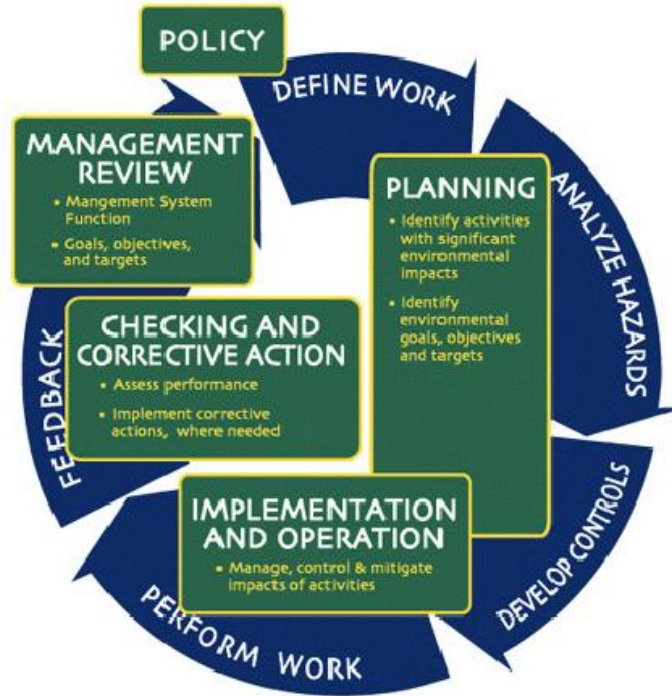 POLICY
DEFINE WORK
ANALYZE HAZARDS
DEVELOP CONTROLS
PERFORM WORK
FEEDBACK
MANAGEMENT
REVIEW
• Mangement System
Function
• Goals, objectives,
and targets
PLANNING
• Identify activities
with significant
environmental
impacts
• Identify
environmental
goals, objectives
and targets
CHECKING AND
CORRECTIVE ACTION
• Assess performance
• Implement corrective
actions, where needed
IMPLEMENTATION
AND OPERATION
• Manage, control & mitigate
impacts of activities